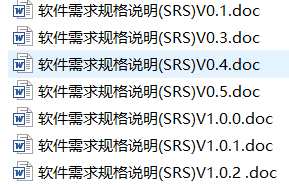 软件需求规格说明(SRS)V0.1.doc
软件需求规格说明(SRS)V0.3.doc
软件需求规格说明(SRS)V0.4.doc
软件需求规格说明(SRS)V0.5.doc
软件需求规格说明(SRS)V1.0.0.doc
软件需求规格说明(SRS)V1.0.1.doc
软件需求规格说明(SRS)V1.0.2 .doc